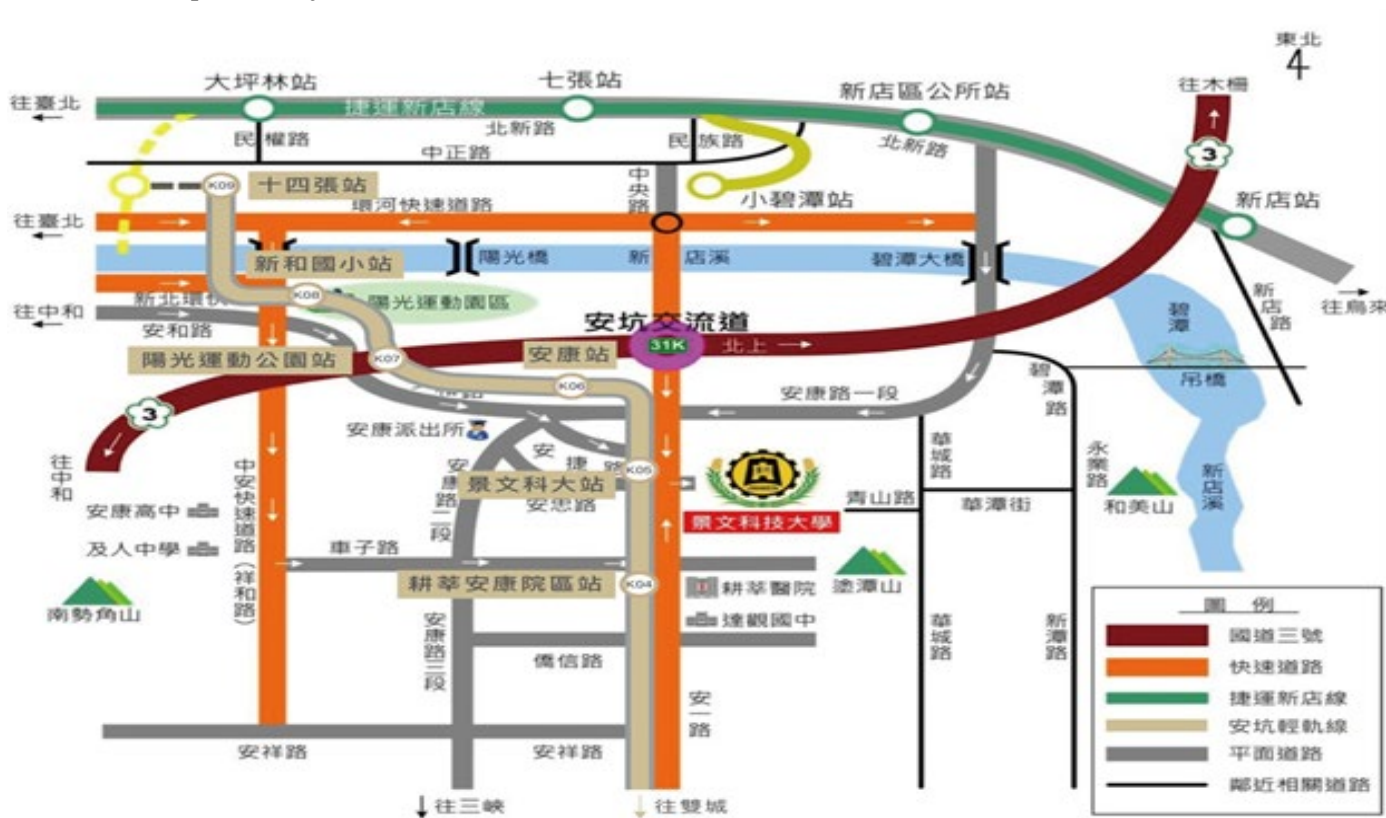 東北
4
往木柵
大坪林站
七張站
新店區公所站
往臺北
捷運新店線
北新路
北新路
民權路
民族路
中正路
3
K09
十四張站
中央路
小碧潭站
新店站
往臺北
環河快速道路
新和國小站
陽光橋
新店溪
碧潭大橋
往烏來
新店路
K08
陽光運動園區
往中和
安和路
安坑交流道
31K
北上
碧潭
吊橋
陽光運動公園站
K07
安康站
K06
安康路一段
碧潭路
3
往中和
安康派出所
華城路
永業路
中安快速道路(祥和路)
安康路二段
安捷路
K05
景文科大站
安忠路
景文科技大學
青山路
華潭街
和美山
新店溪
安康高中
及人中學
車子路
南勢角山
耕莘安康院區站
K04
耕莘醫院
達觀國中
塗潭山
安康路三段
僑信路
華城路
新潭路
安一路
安祥路
安祥路
往三峽
往雙城
圖 例
國道三號
快速道路
捷運新店線
安坑輕軌線
平面道路
鄰近相關道路